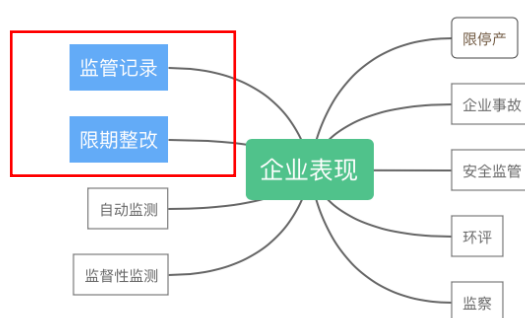 监管记录
限期整改
自动监测
监督性监测
企业表现
限停产
企业事故
安全监管
环评
监察